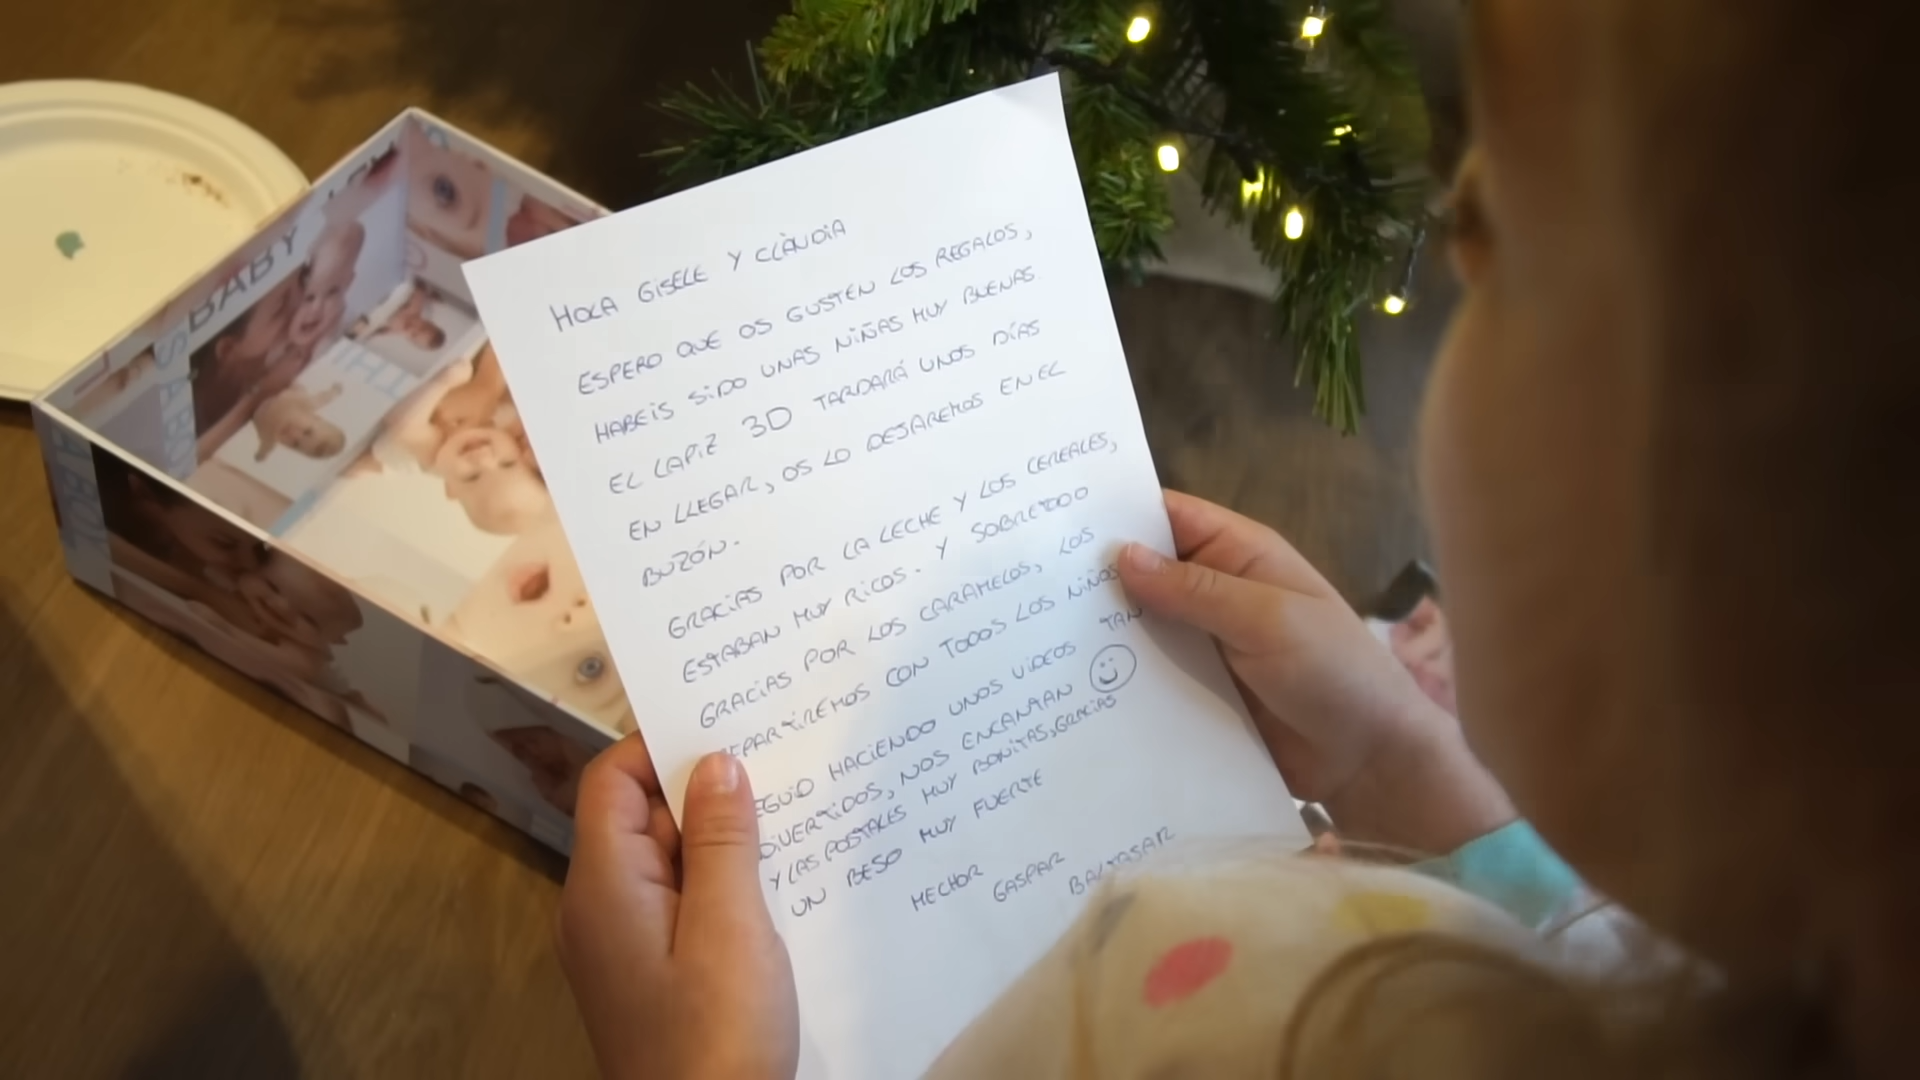 HOLA GISELE Y CLÀUDIA
ESPERO QUE OS GUSTEN LOS REGALOS,
HABEIS SIDO UNAS NIÑAS MUY BUENAS
EL LAPIZ 3D TARDARÁ UNOS DÍAS
EN LLEGAR, OS LO DEJAREMOS EN EL
BUZÓN.
GRACIAS POR LA LECHE Y LOS CEREALES,
ESTABAN MUY RICOS. Y SOBRETODO
GRACIAS POR LOS CARAMELOS, LOS
REPARTIREMOS CON TODOS LOS NIÑOS
EGUID HACIENDO UNOS VIDEOS TAN
DIVERTIDOS, NOS ENCANTAN
Y LAS POSTALES MUY BONITAS, GRACIAS
UN BESO MUY FUERTE
MELCHOR GASPAR BALTASAR
BABY